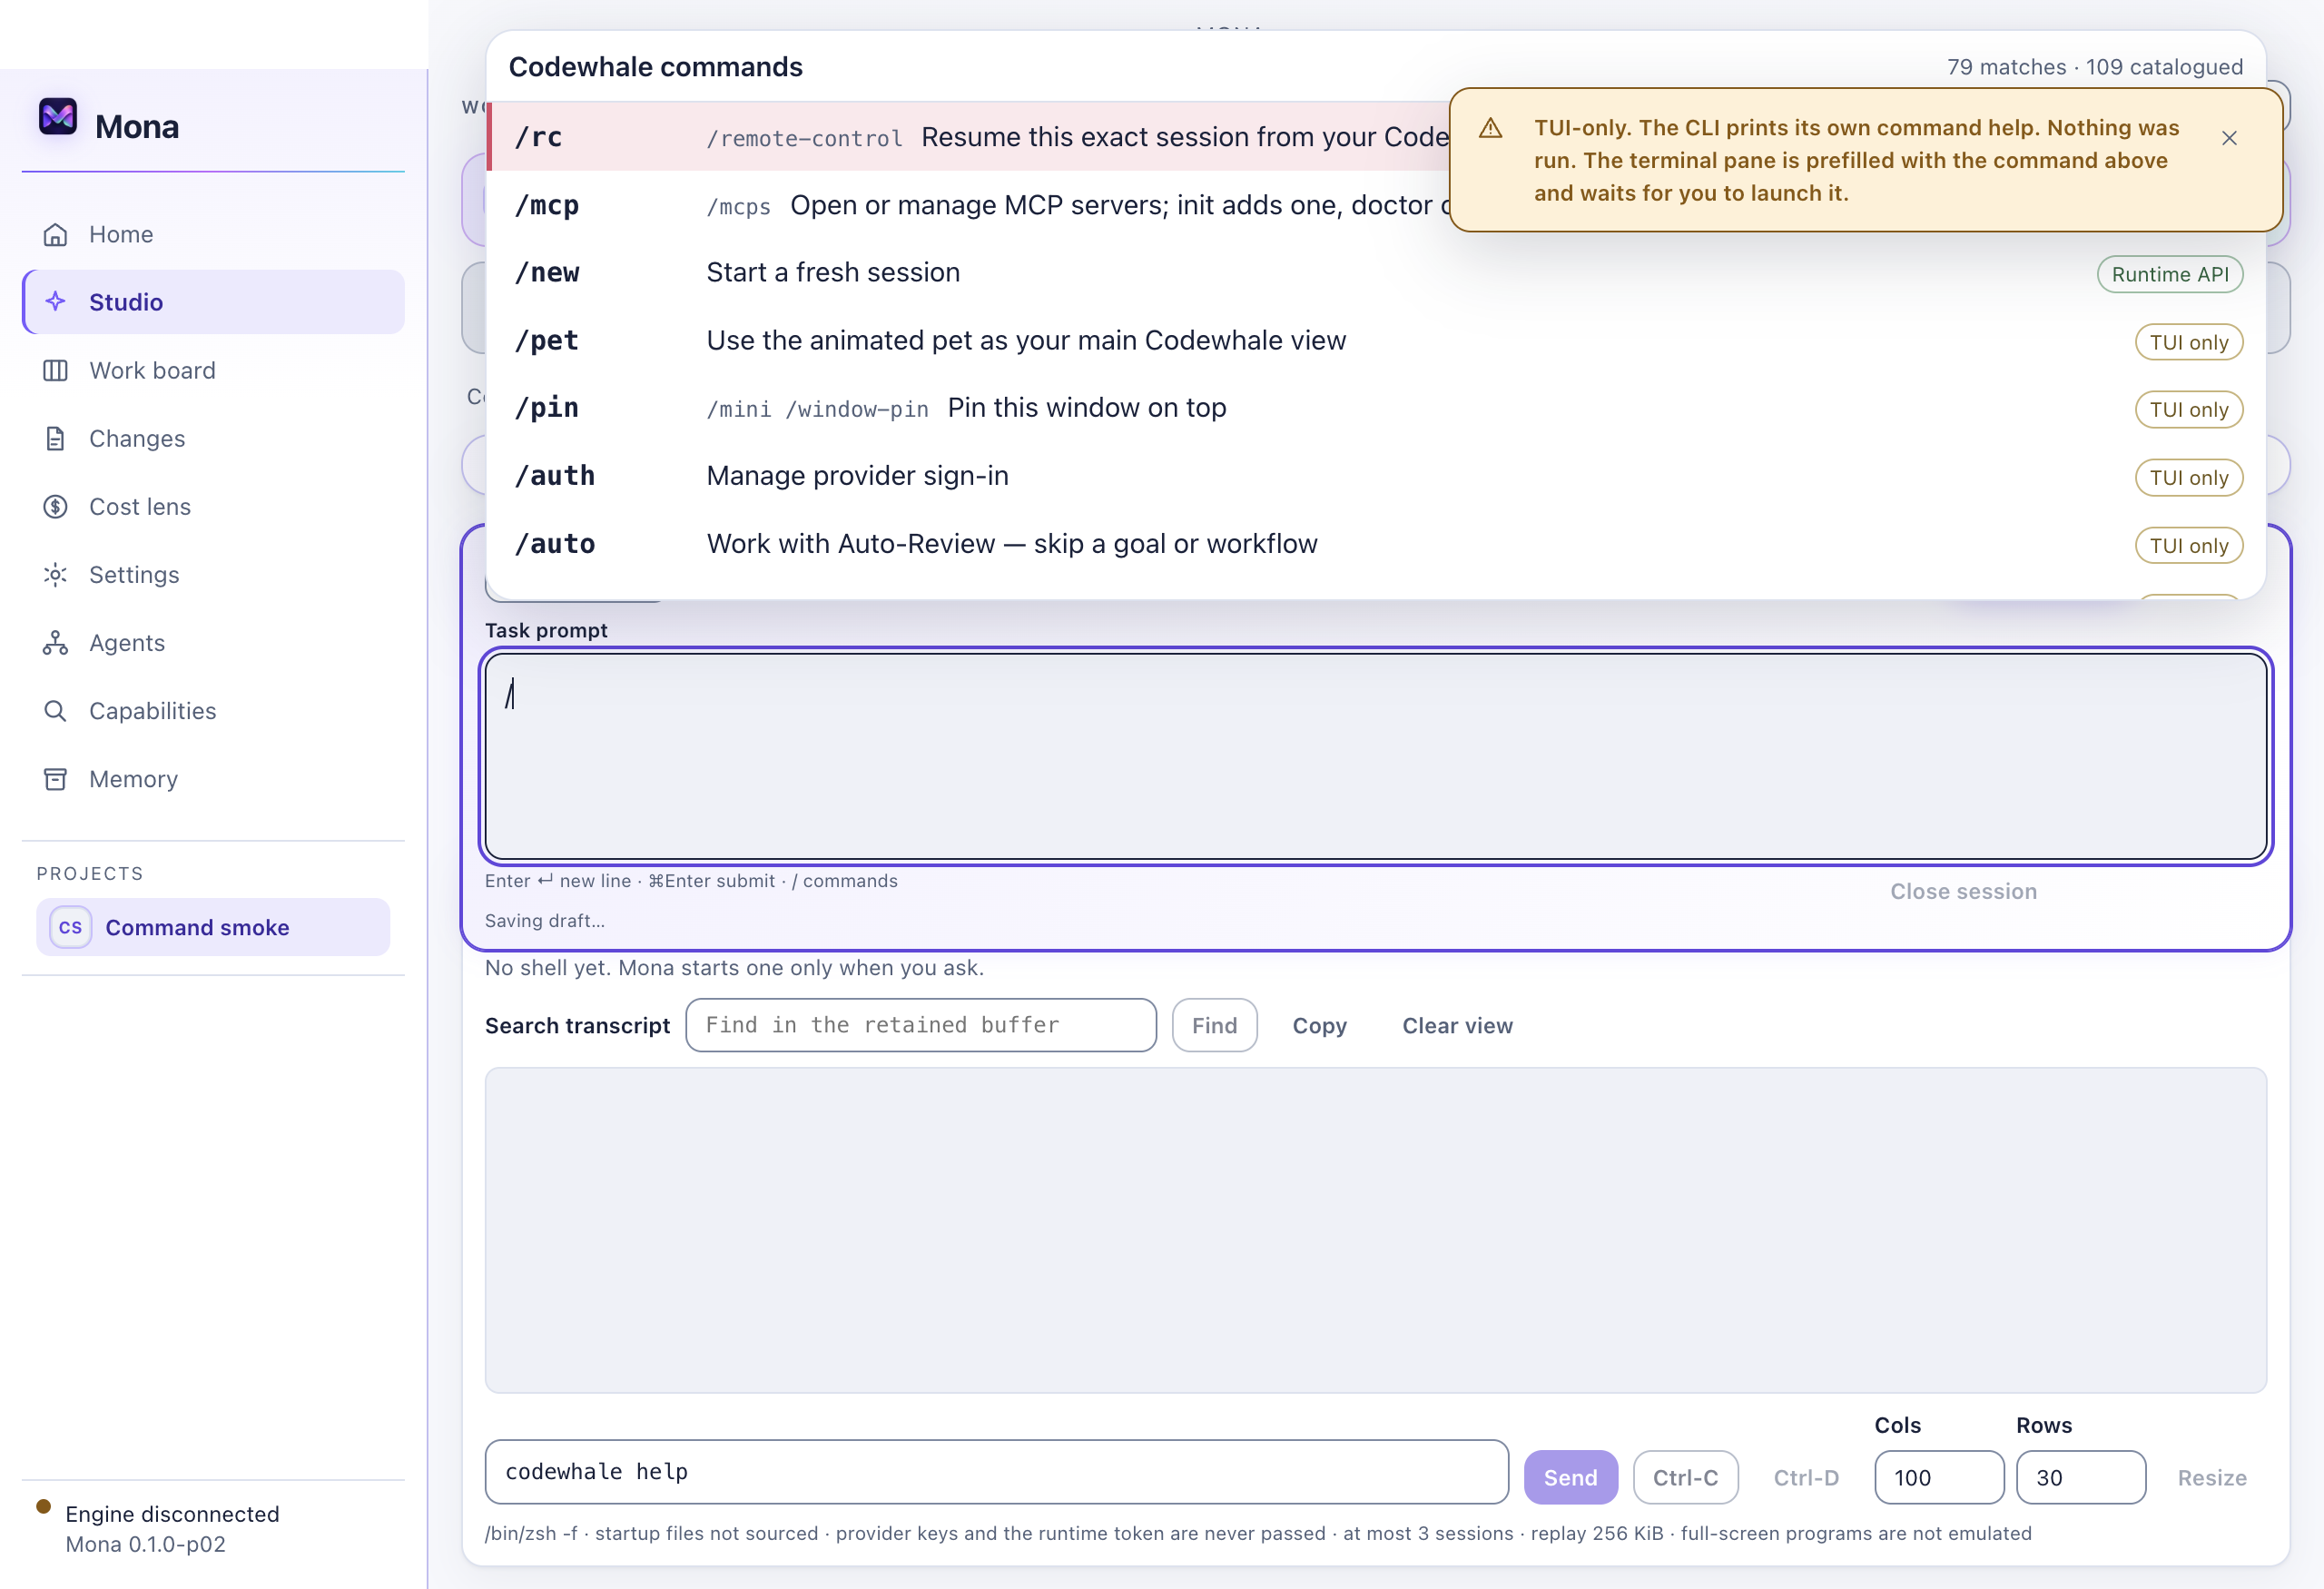 Mona
Home
Studio
Work board
Changes
Cost lens
Settings
Agents
Capabilities
Memory
PROJECTS
CS Command smoke
Engine disconnected
Mona 0.1.0-p02
Codewhale commands
79 matches · 109 catalogued
/rc /remote-control Resume this exact session from your Code
TUI-only. The CLI prints its own command help. Nothing was
run. The terminal pane is prefilled with the command above
and waits for you to launch it.
/mcp /mcps Open or manage MCP servers; init adds one, doctor
/new Start a fresh session Runtime API
/pet Use the animated pet as your main Codewhale view TUI only
/pin /mini /window-pin Pin this window on top TUI only
/auth Manage provider sign-in TUI only
/auto Work with Auto-Review — skip a goal or workflow TUI only
Task prompt
/
Enter ↵ new line · ⌘Enter submit · / commands
Close session
Saving draft…
No shell yet. Mona starts one only when you ask.
Search transcript Find in the retained buffer Find Copy Clear view
Cols Rows
codewhale help Send Ctrl-C Ctrl-D 100 30 Resize
/bin/zsh -f · startup files not sourced · provider keys and the runtime token are never passed · at most 3 sessions · replay 256 KiB · full-screen programs are not emulated